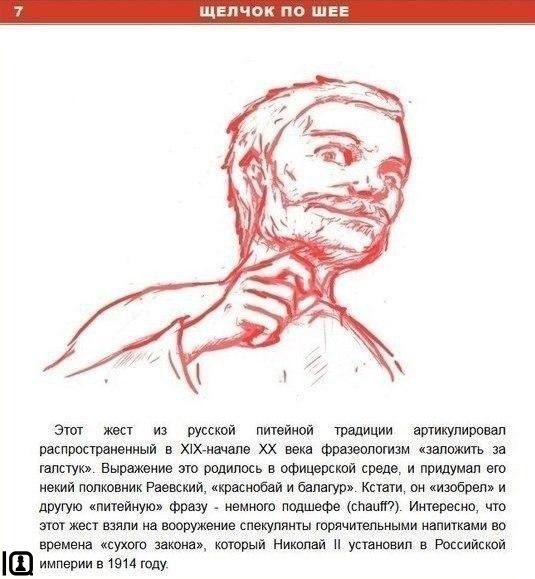 7
ЩЕЛЧОК ПО ШЕЕ
Этот жест из русской питейной традиции артикулировал
распространенный в XIX-начале XX века фразеологизм «заложить за
галстук». Выражение это родилось в офицерской среде, и придумал его
некий полковник Раевский, «краснобай и балагур». Кстати, он «изобрел» и
другую «питейную» фразу - немного подшефе (chauff?). Интересно, что
этот жест взяли на вооружение спекулянты горячительными напитками во
времена «сухого закона», который Николай II установил в Российской
империи в 1914 году.